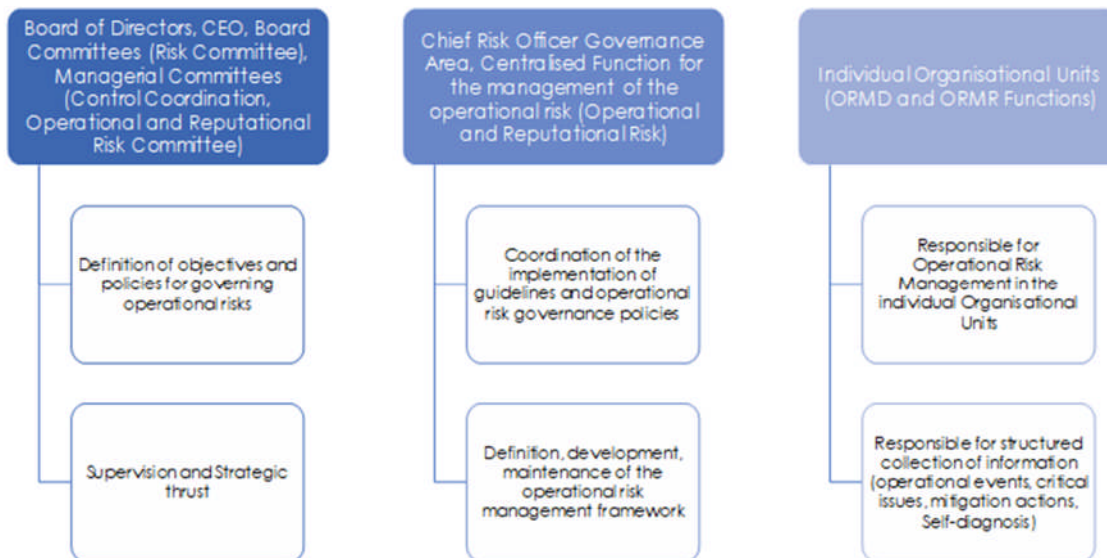 Board of Directors, CEO, Board
Committees (Risk Committee),
Managerial Committees
(Control Coordination,
Operational and Reputational
Risk Committee)
Definition of objectives and
policies for governing
operational risks
Supervision and Strategic
thrust
Chief Risk Officer Governance
Area, Centralised Function for
the management of the
operational risk (Operational
and Reputational Risk)
Coordination of the
implementation of
guidelines and operational
risk governance policies
Definition, development,
maintenance of the
operational risk
management framework
Individual Organisational Units
(ORMD and ORMR Functions)
Responsible for
Operational Risk
Management in the
individual Organisational
Units
Responsible for structured
collection of information
(operational events, critical
issues, mitigation actions,
Self-diagnosis)